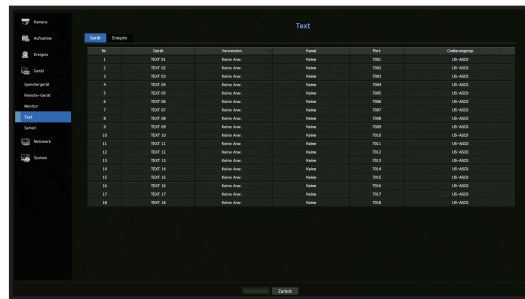 Text
Kamera
Aufnahme
Ereignis
Gerät
Speichergerät
Remote-Gerät
Monitor
Text
Seriell
Netzwerk
System
Gerät Ereignis
Nr. Gerät Verwenden Kanal Port Codierungstyp
1 TEXT 01 Keine Anw. Keine 7001 US-ASCII
2 TEXT 02 Keine Anw. Keine 7002 US-ASCII
3 TEXT 03 Keine Anw. Keine 7003 US-ASCII
4 TEXT 04 Keine Anw. Keine 7004 US-ASCII
5 TEXT 05 Keine Anw. Keine 7005 US-ASCII
6 TEXT 06 Keine Anw. Keine 7006 US-ASCII
7 TEXT 07 Keine Anw. Keine 7007 US-ASCII
8 TEXT 08 Keine Anw. Keine 7008 US-ASCII
9 TEXT 09 Keine Anw. Keine 7009 US-ASCII
10 TEXT 10 Keine Anw. Keine 7010 US-ASCII
11 TEXT 11 Keine Anw. Keine 7011 US-ASCII
12 TEXT 12 Keine Anw. Keine 7012 US-ASCII
13 TEXT 13 Keine Anw. Keine 7013 US-ASCII
14 TEXT 14 Keine Anw. Keine 7014 US-ASCII
15 TEXT 15 Keine Anw. Keine 7015 US-ASCII
16 TEXT 16 Keine Anw. Keine 7016 US-ASCII
17 TEXT 17 Keine Anw. Keine 7017 US-ASCII
18 TEXT 18 Keine Anw. Keine 7018 US-ASCII
Zurück